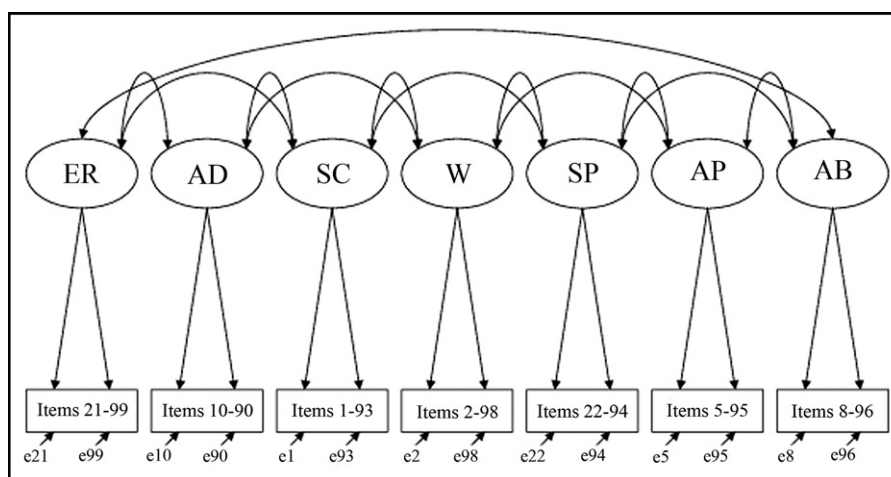 ER AD SC W SP AP AB
Items 21-99 Items 10-90 Items 1-93 Items 2-98 Items 22-94 Items 5-95 Items 8-96
e21 e99 e10 e90 e1 e93 e2 e98 e22 e94 e5 e95 e8 e96